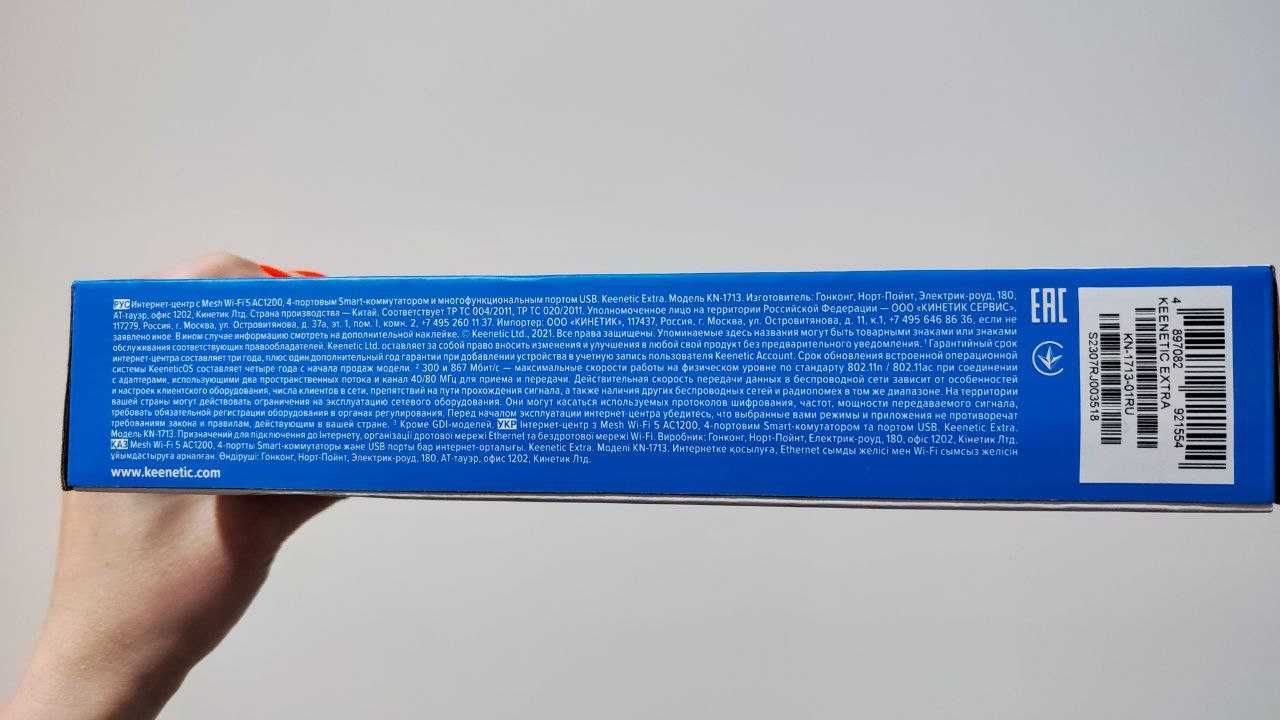 РУС Интернет-центр с Mesh Wi-Fi 5 AC1200, 4-портовым Smart-коммутатором и многофункциональным портом USB. Keenetic Extra. Модель KN-1713. Изготовитель: Гонконг, Норт-Пойнт, Электрик-роуд, 180,
АТ-тауэр, офис 1202, Кинетик Лтд. Страна производства — Китай. Соответствует ТР ТС 004/2011, ТР ТС 020/2011. Уполномоченное лицо на территории Российской Федерации — ООО «КИНЕТИК СЕРВИС»,
117279, Россия, г. Москва, ул. Островитянова, д. 37а, эт. 1, пом. I, комн. 2, +7 495 260 11 37. Импортер: ООО «КИНЕТИК», 117437, Россия, г. Москва, ул. Островитянова, д. 11, к.1, +7 495 646 86 36, если не
заявлено иное. В ином случае информацию смотреть на дополнительной наклейке. © Keenetic Ltd., 2021. Все права защищены. Упоминаемые здесь названия могут быть товарными знаками или знаками
обслуживания соответствующих правообладателей. Keenetic Ltd. оставляет за собой право вносить изменения и улучшения в любой свой продукт без предварительного уведомления. ¹ Гарантийный срок
интернет-центра составляет три года, плюс один дополнительный год гарантии при добавлении устройства в учетную запись пользователя Keenetic Account. Срок обновления встроенной операционной
системы KeeneticOS составляет четыре года с начала продаж модели. ² 300 и 867 Мбит/с — максимальные скорости работы на физическом уровне по стандарту 802.11n / 802.11ac при соединении
с адаптерами, использующими два пространственных потока и канал 40/80 МГц для приема и передачи. Действительная скорость передачи данных в беспроводной сети зависит от особенностей
и настроек клиентского оборудования, числа клиентов в сети, препятствий на пути прохождения сигнала, а также наличия других беспроводных сетей и радиопомех в том же диапазоне. На территории
вашей страны могут действовать ограничения на эксплуатацию сетевого оборудования. Они могут касаться используемых протоколов шифрования, частот, мощности передаваемого сигнала,
требовать обязательной регистрации оборудования в органах регулирования. Перед началом эксплуатации интернет-центра убедитесь, что выбранные вами режимы и приложения не противоречат
требованиям закона и правилам, действующим в вашей стране. ³ Кроме GDI-моделей. УКР Інтернет-центр з Mesh Wi-Fi 5 AC1200, 4-портовим Smart-комутатором та портом USB. Keenetic Extra.
Модель KN-1713. Призначений для підключення до Інтернету, організації дротової мережі Ethernet та бездротової мережі Wi-Fi. Виробник: Гонконг, Норт-Пойнт, Електрик-роуд, 180, офіс 1202, Кінетік Лтд.
КАЗ Mesh Wi-Fi 5 AC1200, 4-портты Smart-коммутаторы және USB порты бар интернет-орталығы. Keenetic Extra. Моделі KN-1713. Интернетке қосылуға, Ethernet сымды желісі мен Wi-Fi сымсыз желісін
ұйымдастыруға арналған. Өндіруші: Гонконг, Норт-Пойнт, Электрик-роуд, 180, АТ-тауэр, офис 1202, Кинетик Лтд.
www.keenetic.com
EAC
4 897082 921554
KEENETIC EXTRA
KN-1713-01RU
S2307RJ003518